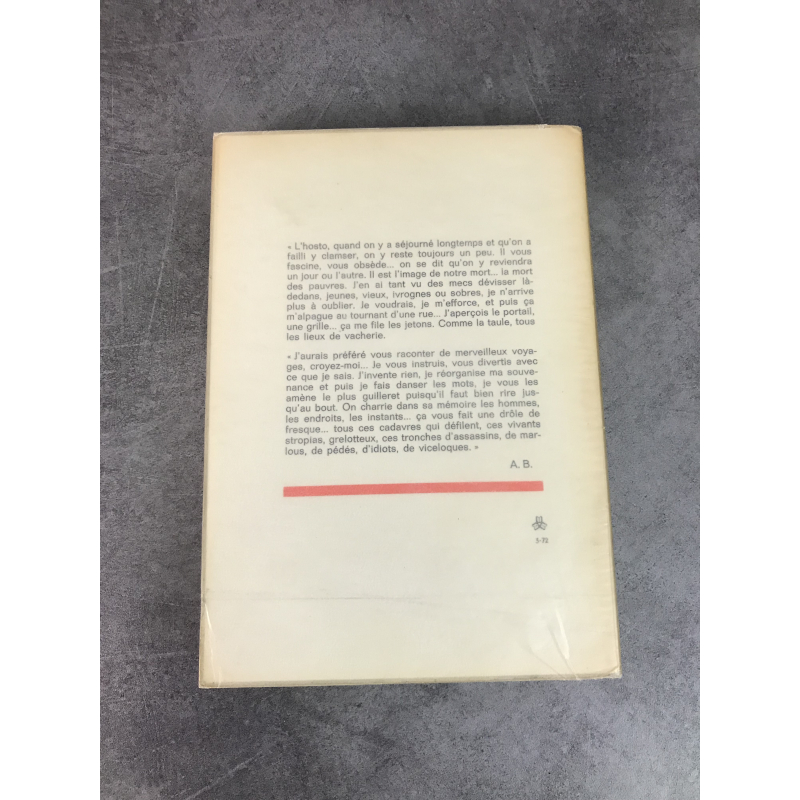 « L'hosto, quand on y a séjourné longtemps et qu'on a
failli y clamser, on y reste toujours un peu. Il vous
fascine, vous obsède... on se dit qu'on y reviendra
un jour ou l'autre. Il est l'image de notre mort... la mort
des pauvres. J'en ai tant vu des mecs dévisser là-
dedans, jeunes, vieux, ivrognes ou sobres, je n'arrive
plus à oublier. Je voudrais, je m'efforce, et puis ça
m'alpague au tournant d'une rue... J'aperçois le portail,
une grille... ça me file les jetons. Comme la taule, tous
les lieux de vacherie.
« J'aurais préféré vous raconter de merveilleux voya-
ges, croyez-moi... Je vous instruis, vous divertis avec
ce que je sais. J'invente rien, je réorganise ma souve-
nance et puis je fais danser les mots, je vous les
amène le plus guilleret puisqu'il faut bien rire jus-
qu'au bout. On charrie dans sa mémoire les hommes,
les endroits, les instants... ça vous fait une drôle de
fresque... tous ces cadavres qui défilent, ces vivants
stropias, grelotteux, ces tronches d'assassins, de mar-
lous, de pédés, d'idiots, de viceloques. »
A. B.
3-72